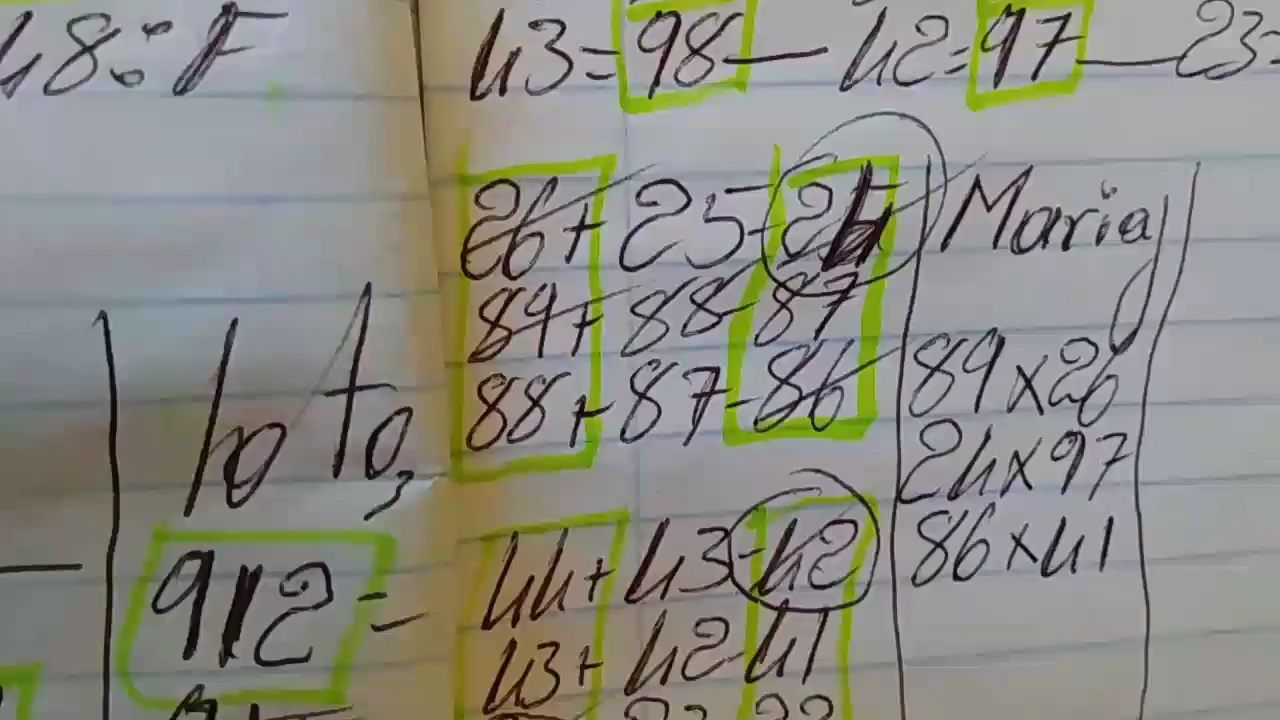 48:F
43=98— 42=97—23=
26+25-24
89+88-87
88+87-86
Maria
89x26
24x97
86x41
loto,
912=
44+43-42
43+42-41